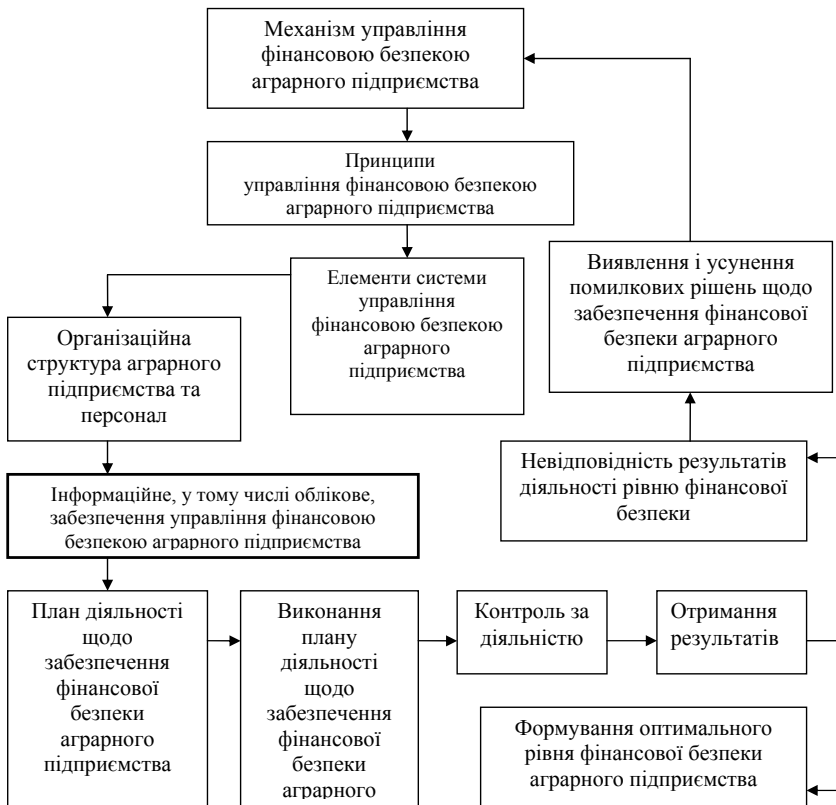 Механізм управління
фінансовою безпекою
аграрного підприємства
Принципи
управління фінансовою безпекою
аграрного підприємства
Елементи системи
управління
фінансовою безпекою
аграрного
підприємства
Виявлення і усунення
помилкових рішень щодо
забезпечення фінансової
безпеки аграрного
підприємства
Організаційна
структура аграрного
підприємства та
персонал
Невідповідність результатів
діяльності рівню фінансової
безпеки
Інформаційне, у тому числі облікове,
забезпечення управління фінансовою
безпекою аграрного підприємства
План діяльності
щодо
забезпечення
фінансової
безпеки
аграрного
підприємства
Виконання
плану
діяльності
щодо
забезпечення
фінансової
безпеки
аграрного
Контроль за
діяльністю
Отримання
результатів
Формування оптимального
рівня фінансової безпеки
аграрного підприємства